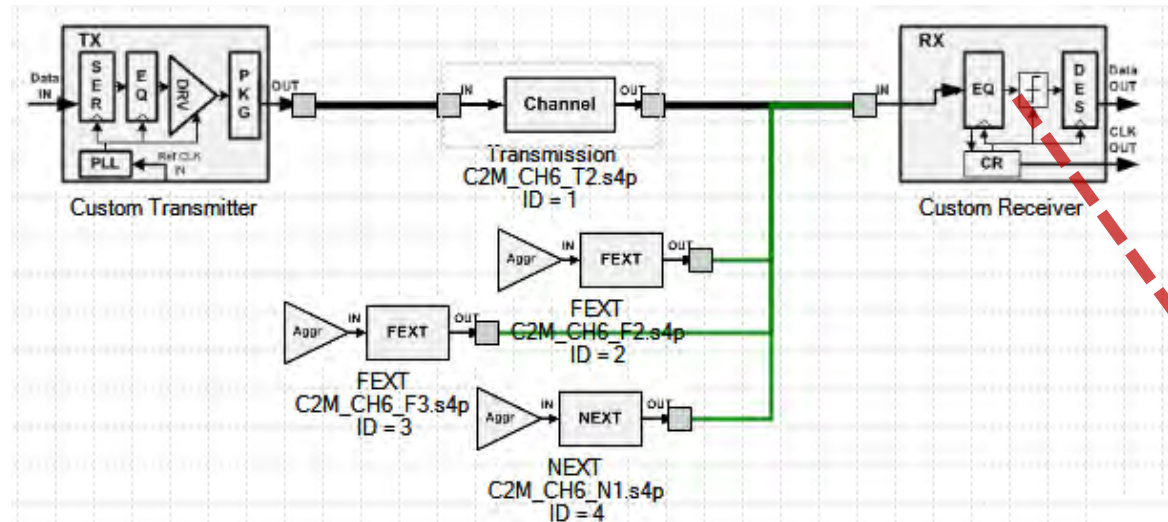 TX
Data
IN
SER
EQ
DRV
PKG
OUT
PLL
Ref CLK
IN
Custom Transmitter
IN
Channel
OUT
Transmission
C2M_CH6_T2.s4p
ID = 1
RX
IN
EQ
DES
Data
OUT
CLK
OUT
CR
Custom Receiver
Aggr
IN
FEXT
OUT
FEXT
C2M_CH6_F2.s4p
ID = 2
Aggr
IN
FEXT
OUT
FEXT
C2M_CH6_F3.s4p
ID = 3
Aggr
IN
NEXT
OUT
NEXT
C2M_CH6_N1.s4p
ID = 4